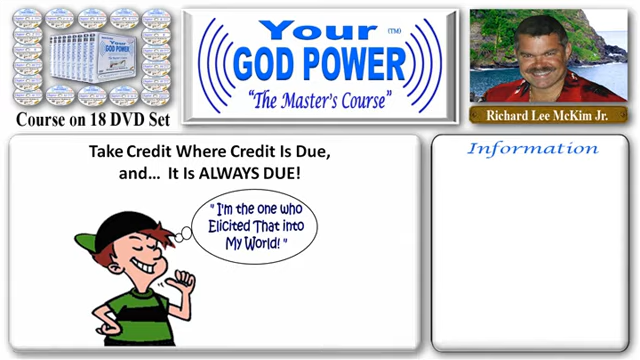 Course on 18 DVD Set
Your (TM)
GOD POWER
"The Master's Course"
Richard Lee McKim Jr.
Take Credit Where Credit Is Due,
and... It Is ALWAYS DUE!
" I'm the one who
Elicited That into
My World! "
Information